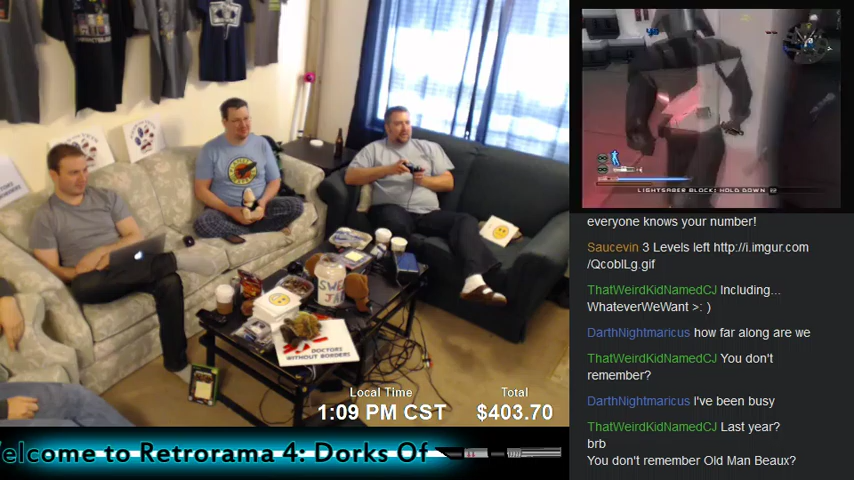 LIGHTSABER BLOCK: HOLD DOWN
everyone knows your number!
Saucevin 3 Levels left http://i.imgur.com
/QcoblLg.gif
ThatWeirdKidNamedCJ Including...
WhateverWeWant >: )
DarthNightmaricus how far along are we
ThatWeirdKidNamedCJ You don't
remember?
DarthNightmaricus I've been busy
ThatWeirdKidNamedCJ Last year?
brb
You don't remember Old Man Beaux?
SWEAR
JAR
DOCTORS
WITHOUT BORDERS
Local Time
1:09 PM CST
Total
$403.70
elcome to Retrorama 4: Dorks Of